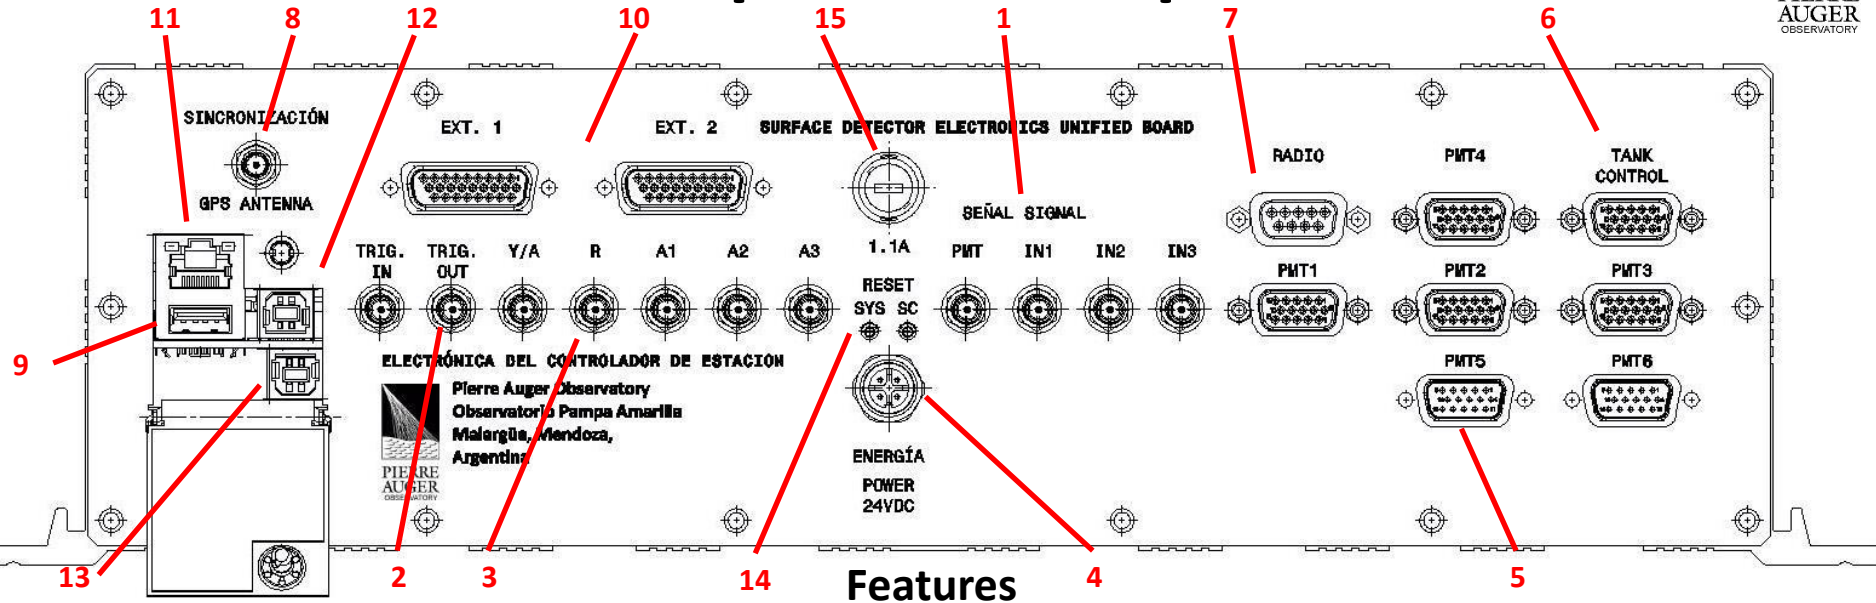 11 8 12 10 15 1 7 6
AUGER
OBSERVATORY
SINCRONIZACIÓN
EXT. 1
EXT. 2
SURFACE DETECTOR ELECTRONICS UNIFIED BOARD
RADIO
PMT4
TANK
CONTROL
GPS ANTENNA
SEÑAL SIGNAL
1.1A
TRIG.
IN
TRIG.
OUT
Y/A
R
A1
A2
A3
PMT
IN1
IN2
IN3
PMT1
PMT2
PMT3
RESET
SYS SC
9
ELECTRÓNICA DEL CONTROLADOR DE ESTACION
PMT5
PMT6
Pierre Auger Observatory
Observatorio Pampa Amarilla
Malargüe, Mendoza,
Argentina
PIERRE
AUGER
OBSERVATORY
ENERGÍA
POWER
24VDC
13 2 3 14 4 5
Features